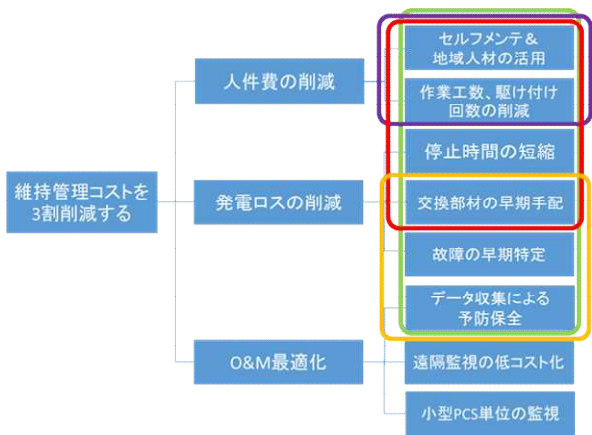 セルフメンテ＆
地域人材の活用
人件費の削減
作業工数、駆け付け
回数の削減
停止時間の短縮
維持管理コストを
3割削減する
発電ロスの削減
交換部材の早期手配
故障の早期特定
データ収集による
予防保全
O&M最適化
遠隔監視の低コスト化
小型PCS単位の監視